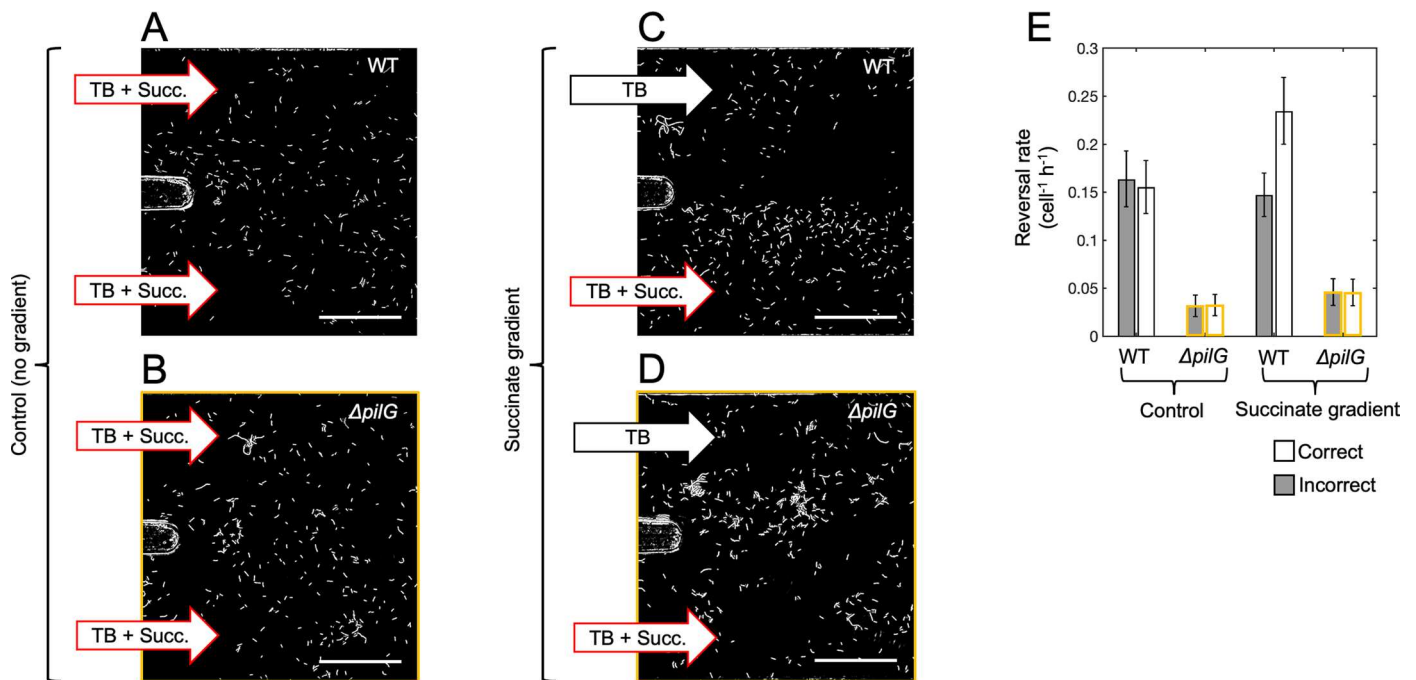 A
Control (no gradient)
TB + Succ.
WT
TB + Succ.
B
TB + Succ.
ΔpilG
TB + Succ.
C
Succinate gradient
TB
WT
TB + Succ.
D
TB
ΔpilG
TB + Succ.
E
Reversal rate
(cell⁻¹ h⁻¹)
0.3
0.25
0.2
0.15
0.1
0.05
0
WT ΔpilG WT ΔpilG
Control Succinate gradient
Correct
Incorrect